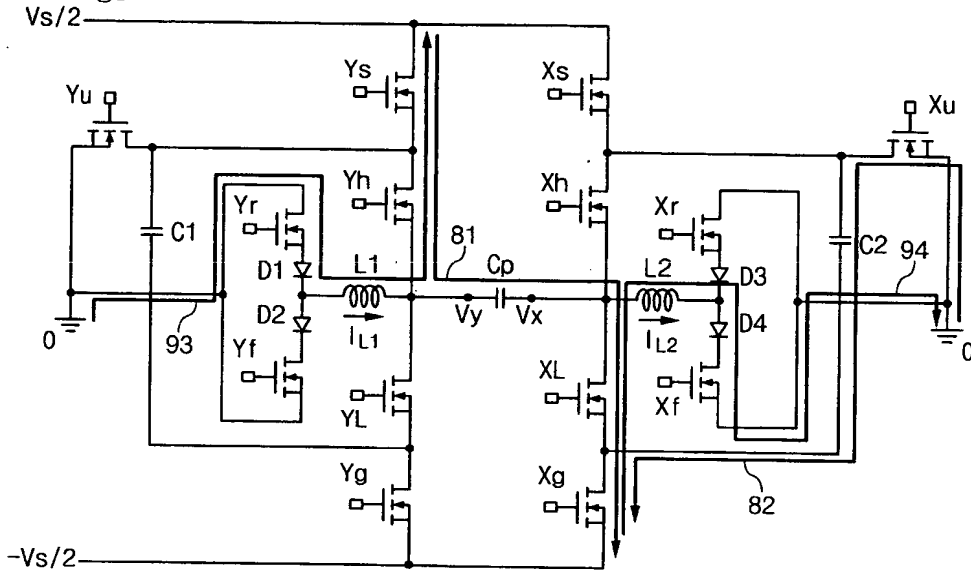 Vs/2
Ys
Xs
Yu
Xu
Yh
Xh
Yr
Xr
C1
C2
81
94
D1
L1
Cp
L2
D3
Vy
Vx
D2
D4
0
93
IL1
IL2
0
Yf
YL
XL
Xf
Yg
Xg
82
-Vs/2